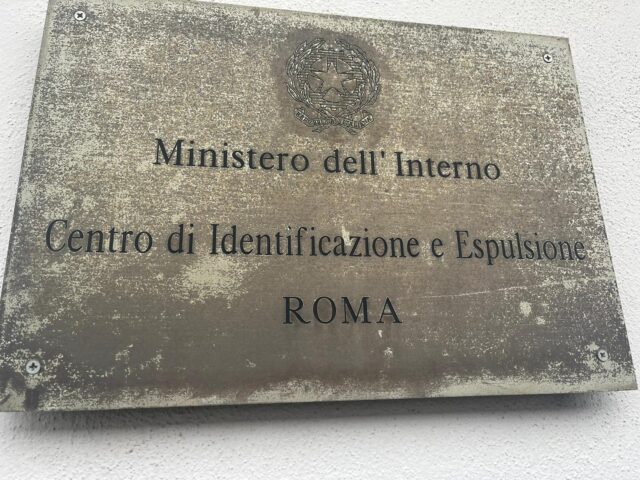 Ministero dell' Interno
Centro di Identificazione e Espulsione
ROMA